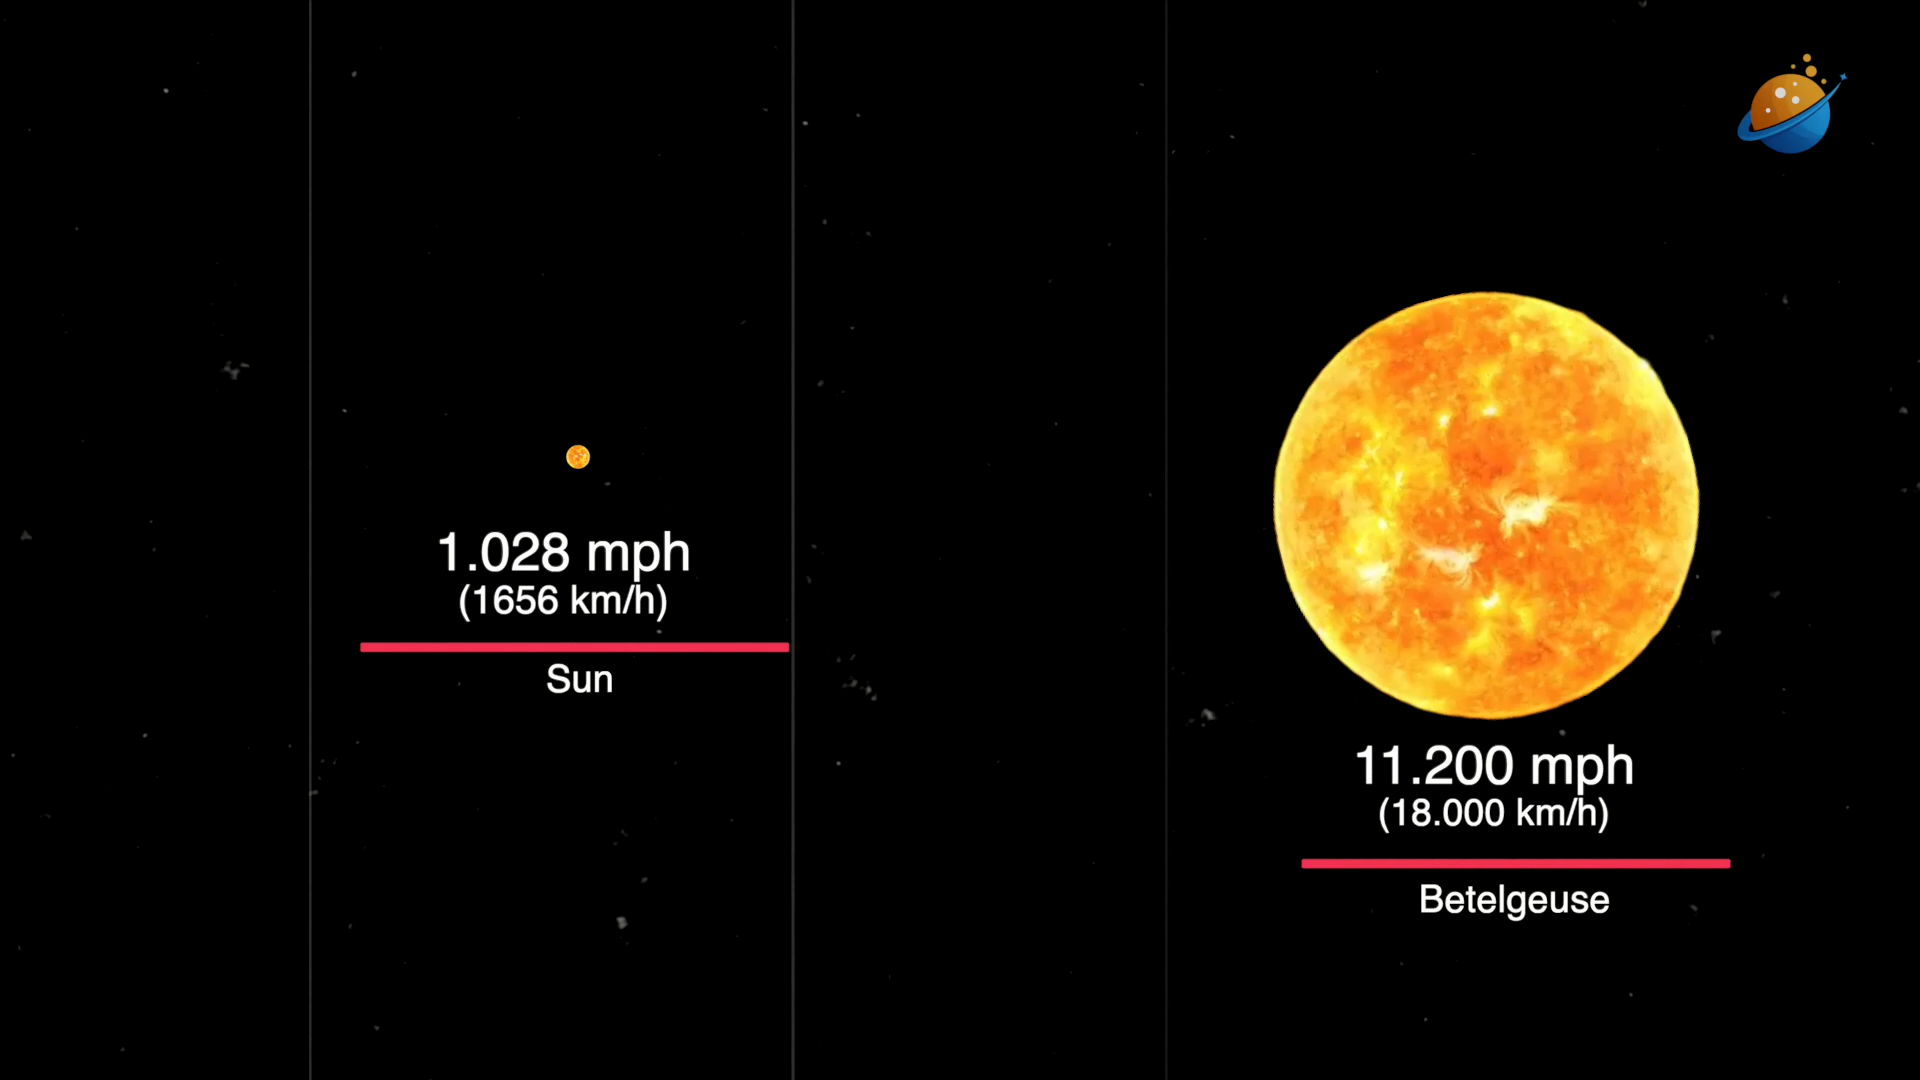 1.028 mph
(1656 km/h)
Sun
11.200 mph
(18.000 km/h)
Betelgeuse